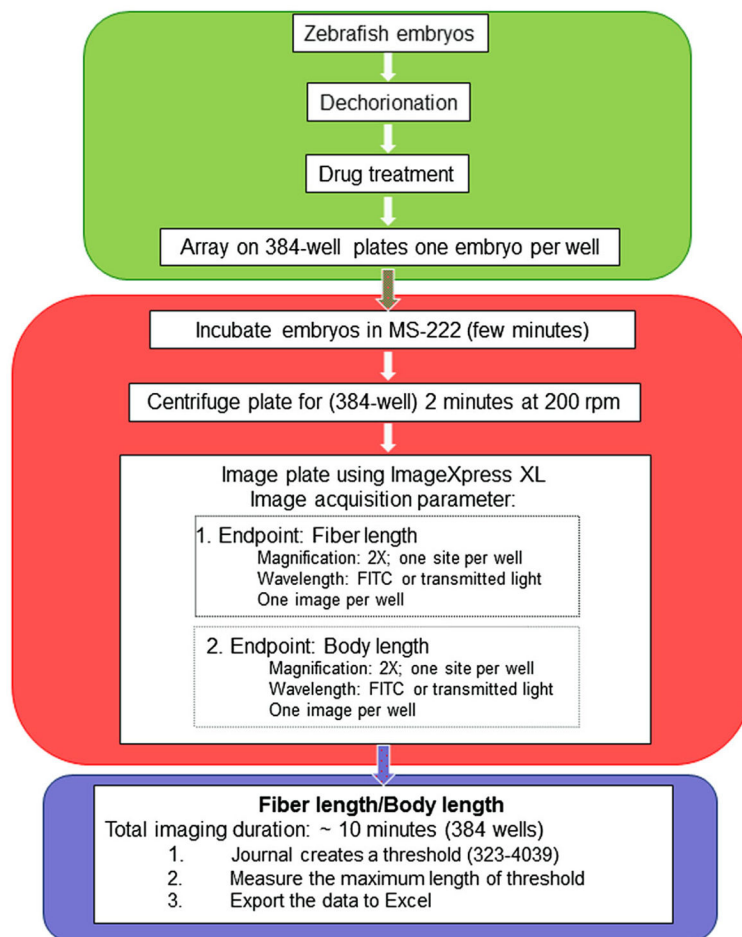 Zebrafish embryos
Dechorionation
Drug treatment
Array on 384-well plates one embryo per well
Incubate embryos in MS-222 (few minutes)
Centrifuge plate for (384-well) 2 minutes at 200 rpm
Image plate using ImageXpress XL
Image acquisition parameter:
1. Endpoint: Fiber length
Magnification: 2X; one site per well
Wavelength: FITC or transmitted light
One image per well
2. Endpoint: Body length
Magnification: 2X; one site per well
Wavelength: FITC or transmitted light
One image per well
Fiber length/Body length
Total imaging duration: ~ 10 minutes (384 wells)
1. Journal creates a threshold (323-4039)
2. Measure the maximum length of threshold
3. Export the data to Excel